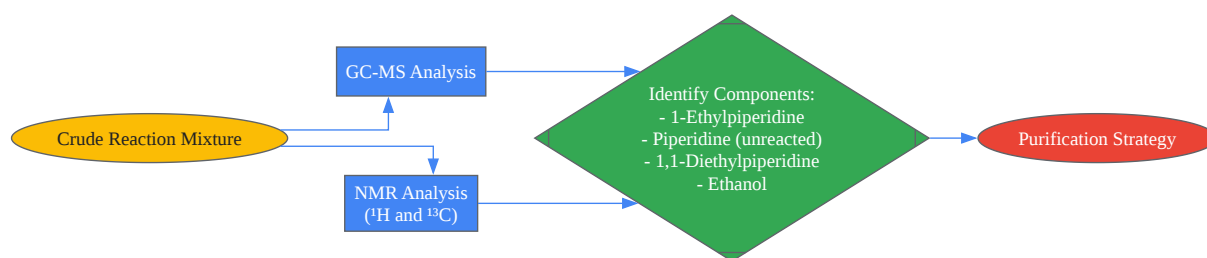 Crude Reaction Mixture
GC-MS Analysis
NMR Analysis
(¹H and ¹³C)
Identify Components:
- 1-Ethylpiperidine
- Piperidine (unreacted)
- 1,1-Diethylpiperidine
- Ethanol
Purification Strategy